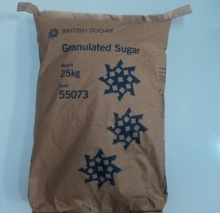 BRITISH SUGAR
Granulated Sugar
25kg
55073